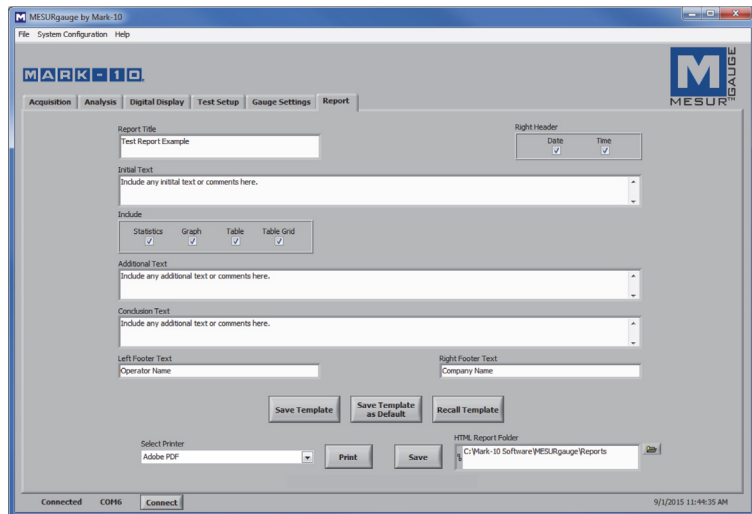 MESURgauge by Mark-10
File System Configuration Help
MARK-10
M
MESUR™
GAUGE
Acquisition Analysis Digital Display Test Setup Gauge Settings Report
Report Title
Right Header
Test Report Example
Date Time
Initial Text
Include any initital text or comments here.
Include
Statistics Graph Table Table Grid
Additional Text
Include any additional text or comments here.
Conclusion Text
Include any additional text or comments here.
Left Footer Text
Right Footer Text
Operator Name
Company Name
Save Template
Save Template
as Default
Recall Template
Select Printer
HTML Report Folder
Adobe PDF
Print
Save
C:\Mark-10 Software\MESURgauge\Reports
Connected COM6 Connect
9/1/2015 11:44:35 AM